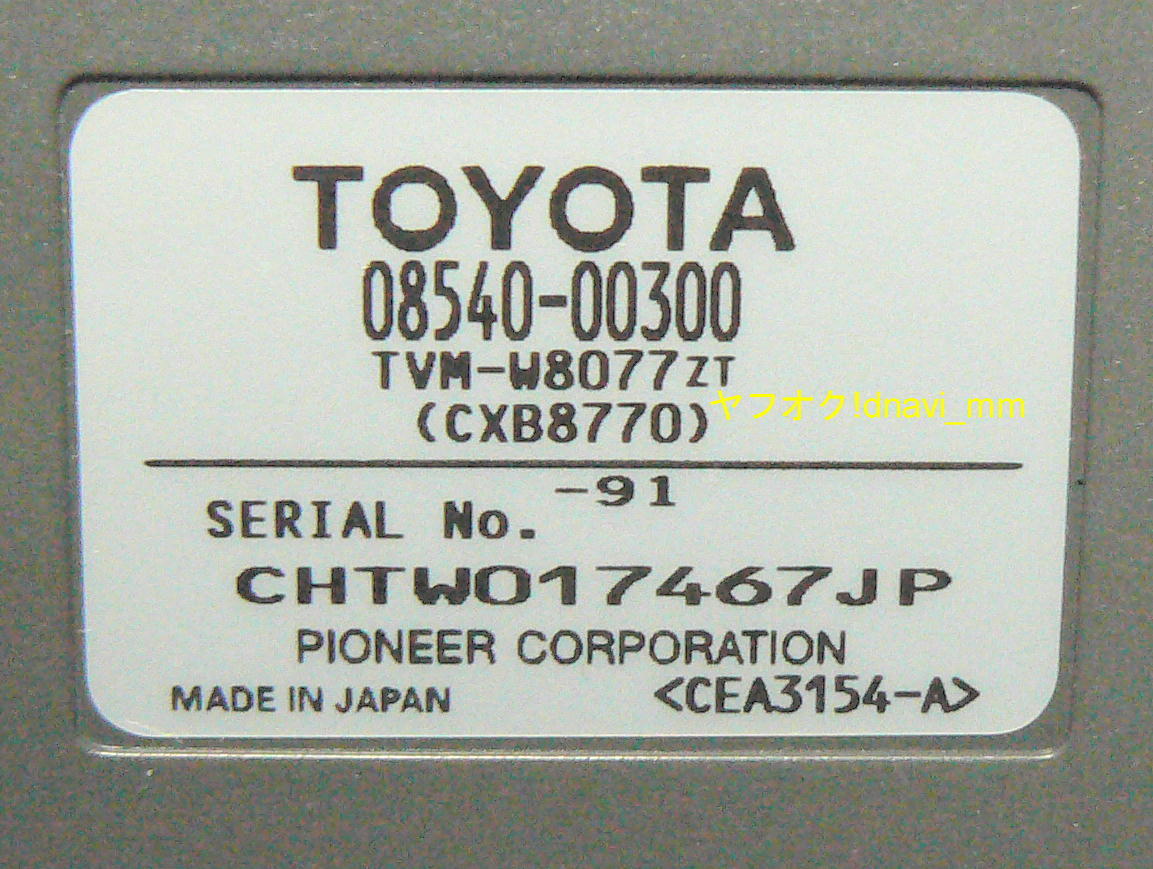 TOYOTA
08540-00300
TVM-W8077ZT
(CXB8770)
ヤフオク!dnavi_mm
-91
SERIAL No.
CHTW017467JP
PIONEER CORPORATION
MADE IN JAPAN <CEA3154-A>